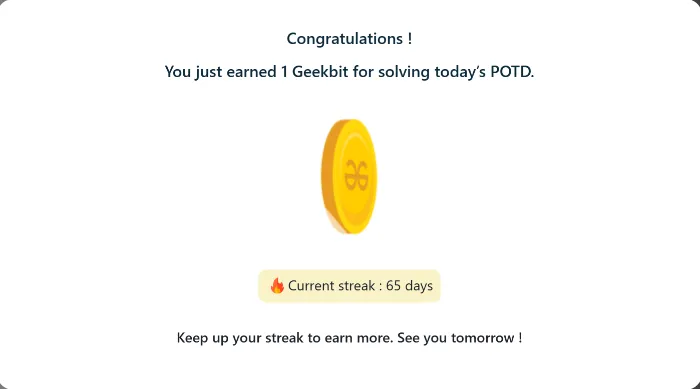 Congratulations !
You just earned 1 Geekbit for solving today's POTD.
Current streak : 65 days
Keep up your streak to earn more. See you tomorrow !